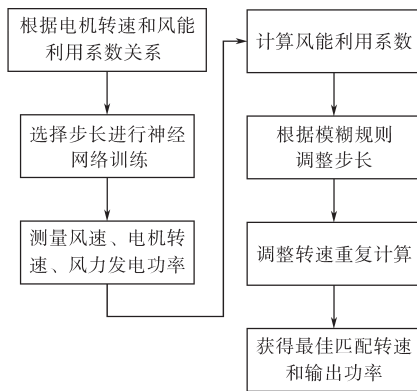 根据电机转速和风能
利用系数关系
选择步长进行神经
网络训练
测量风速、电机转
速、风力发电功率
计算风能利用系数
根据模糊规则
调整步长
调整转速重复计算
获得最佳匹配转速
和输出功率